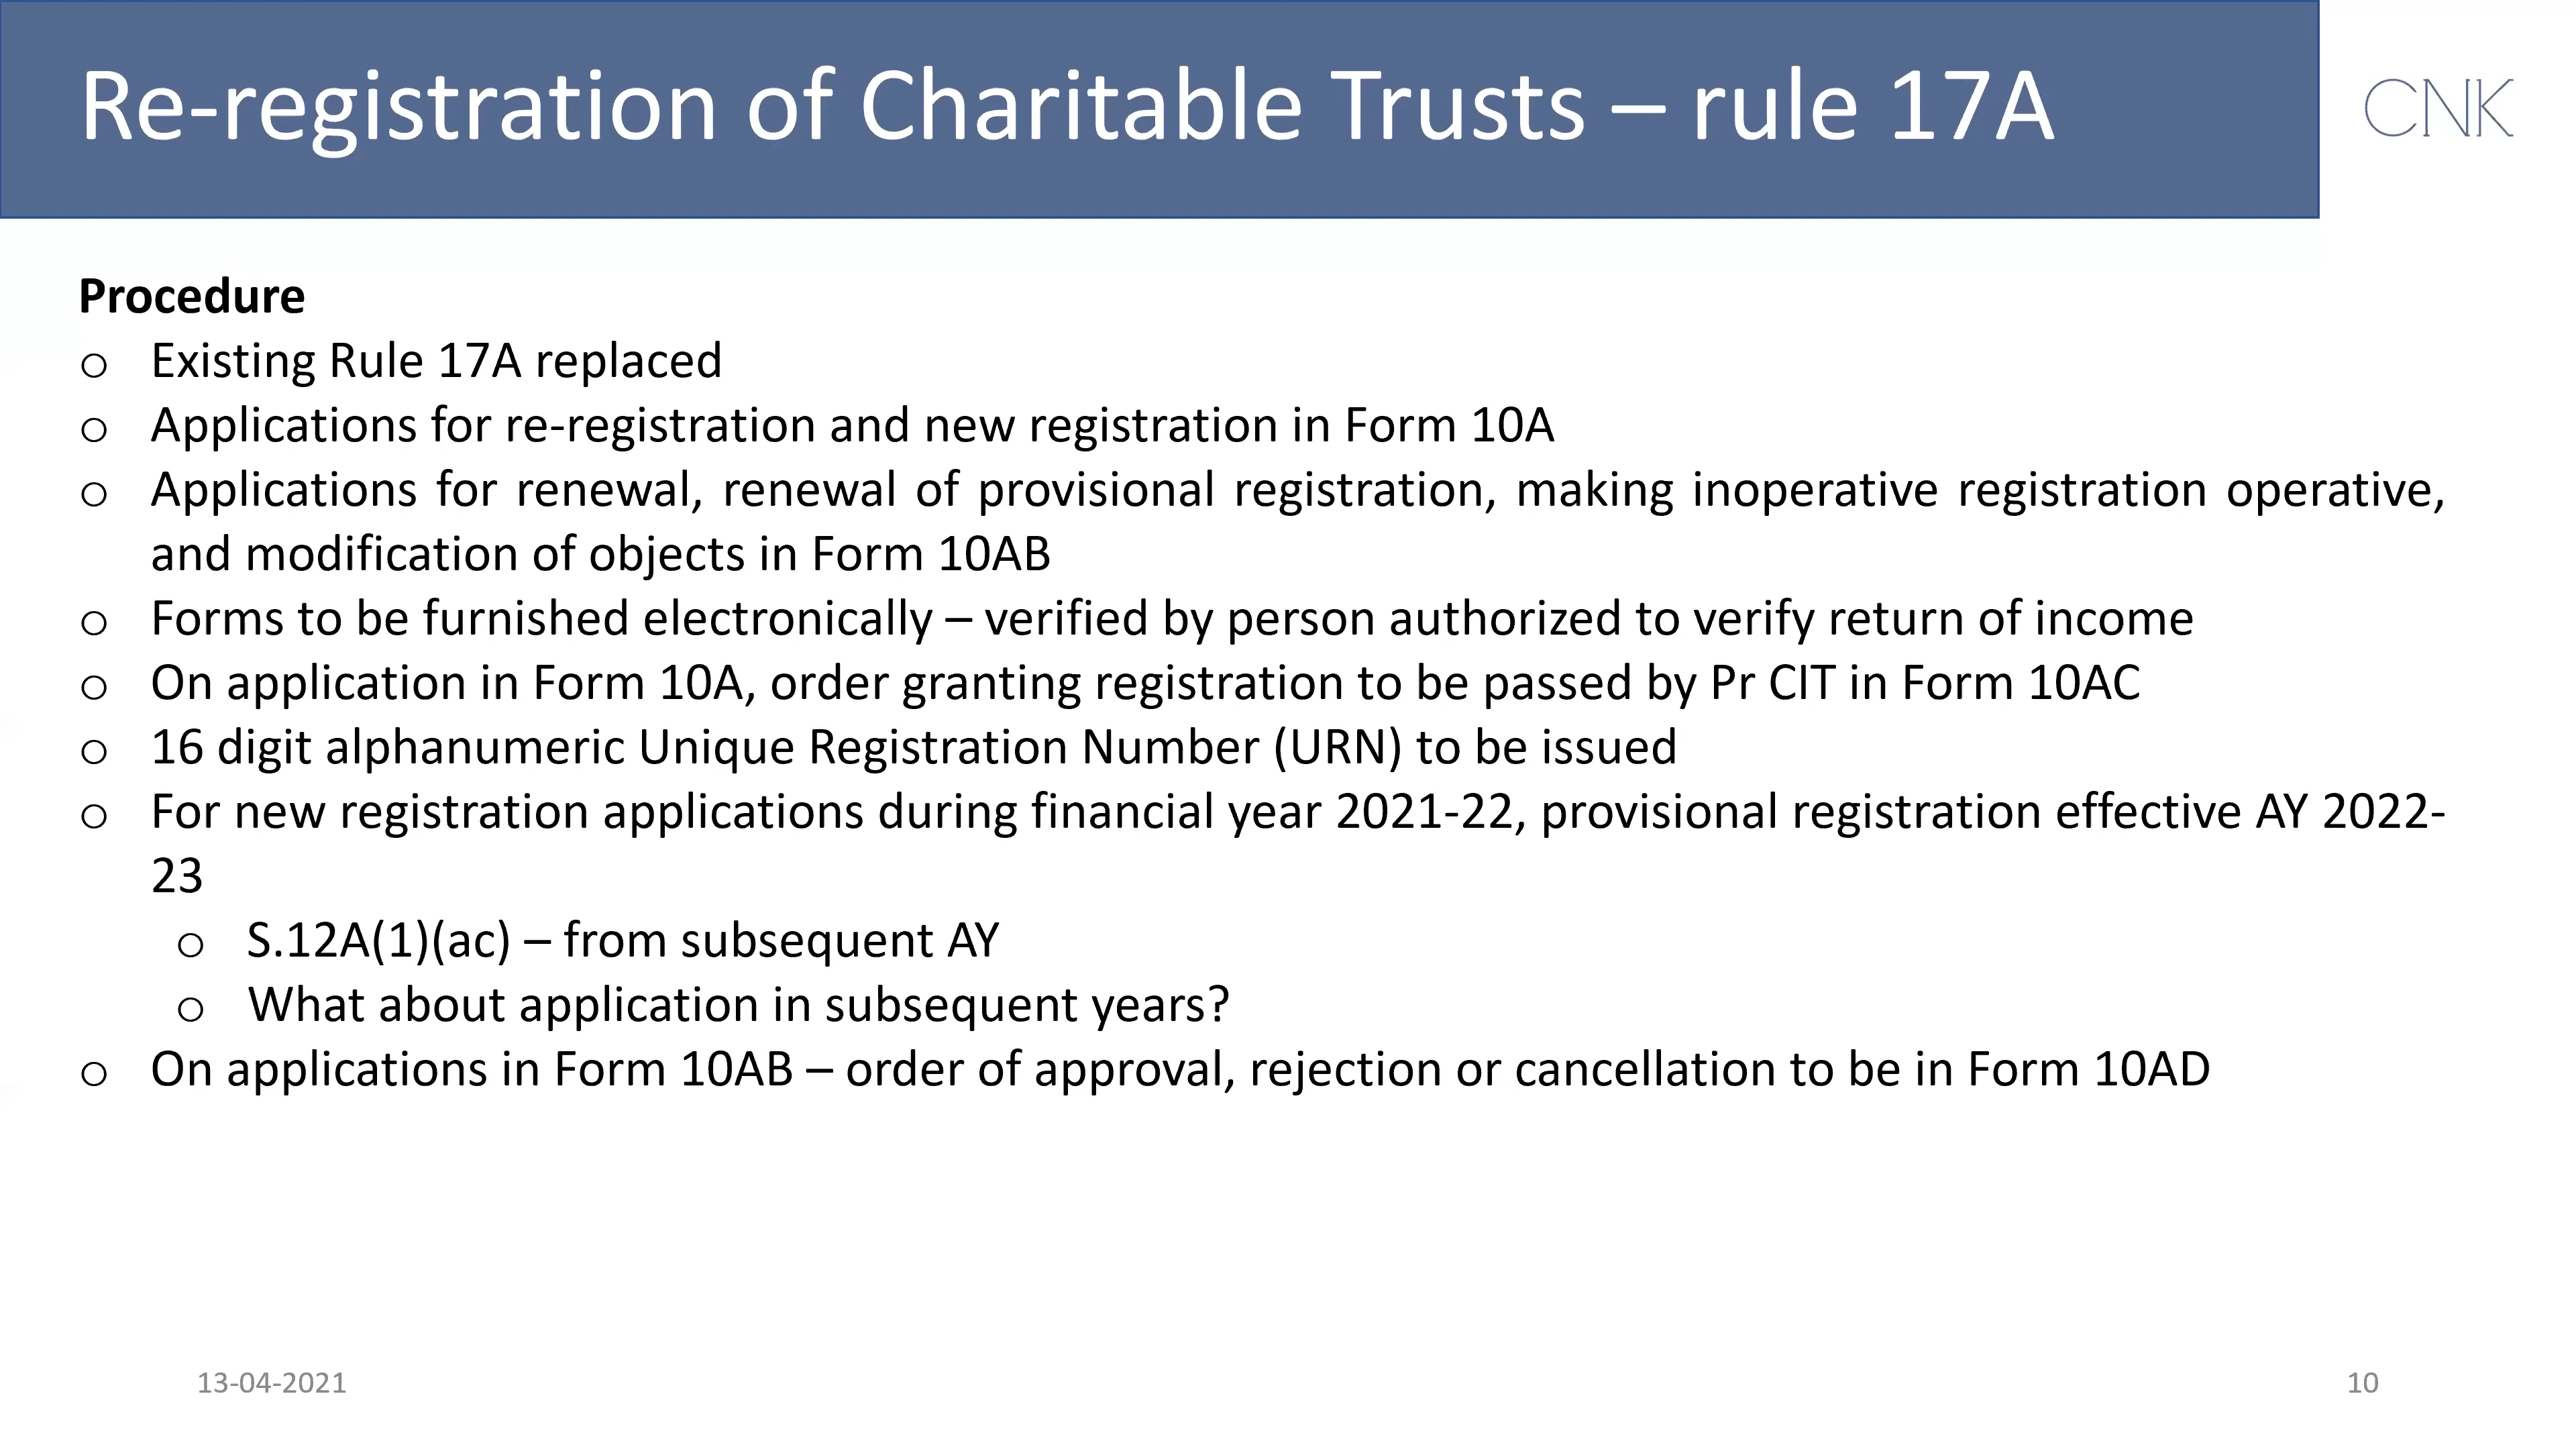 Re-registration of Charitable Trusts – rule 17A
CNK
Procedure
o Existing Rule 17A replaced
o Applications for re-registration and new registration in Form 10A
o Applications for renewal, renewal of provisional registration, making inoperative registration operative,
and modification of objects in Form 10AB
o Forms to be furnished electronically – verified by person authorized to verify return of income
o On application in Form 10A, order granting registration to be passed by Pr CIT in Form 10AC
o 16 digit alphanumeric Unique Registration Number (URN) to be issued
o For new registration applications during financial year 2021-22, provisional registration effective AY 2022-
23
o S.12A(1)(ac) – from subsequent AY
o What about application in subsequent years?
o On applications in Form 10AB – order of approval, rejection or cancellation to be in Form 10AD
13-04-2021
10